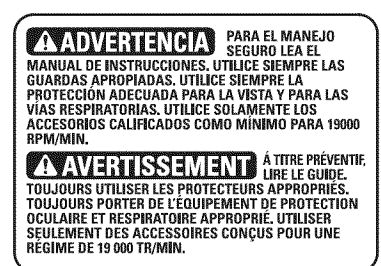 ⚠ADVERTENCIA PARA EL MANEJO
SEGURO LEA EL
MANUAL DE INSTRUCCIONES. UTILICE SIEMPRE LAS
GUARDAS APROPIADAS. UTILICE SIEMPRE LA
PROTECCIÓN ADECUADA PARA LA VISTA Y PARA LAS
VÍAS RESPIRATORIAS. UTILICE SOLAMENTE LOS
ACCESORIOS CALIFICADOS COMO MÍNIMO PARA 19000
RPM/MIN.
⚠AVERTISSEMENT Á TITRE PRÉVENTIF,
LIRE LE GUIDE.
TOUJOURS UTILISER LES PROTECTEURS APPROPRIÉS.
TOUJOURS PORTER DE L'ÉQUIPEMENT DE PROTECTION
OCULAIRE ET RESPIRATOIRE APPROPRIÉ. UTILISER
SEULEMENT DES ACCESSOIRES CONÇUS POUR UNE
RÉGIME DE 19 000 TR/MIN.